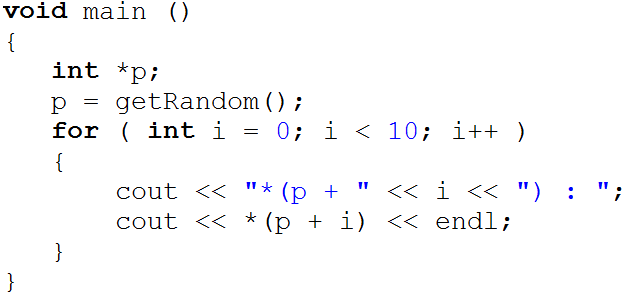 void main ()
{
int *p;
p = getRandom();
for ( int i = 0; i < 10; i++ )
{
cout << "*(p + " << i << ") : ";
cout << *(p + i) << endl;
}
}